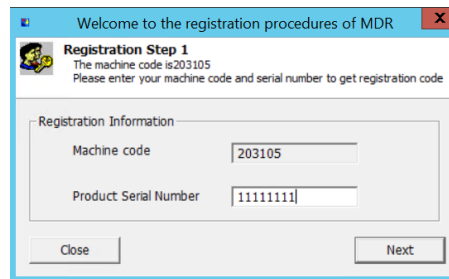 Welcome to the registration procedures of MDR
X
Registration Step 1
The machine code is203105
Please enter your machine code and serial number to get registration code
Registration Information
Machine code
203105
Product Serial Number
11111111
Close
Next